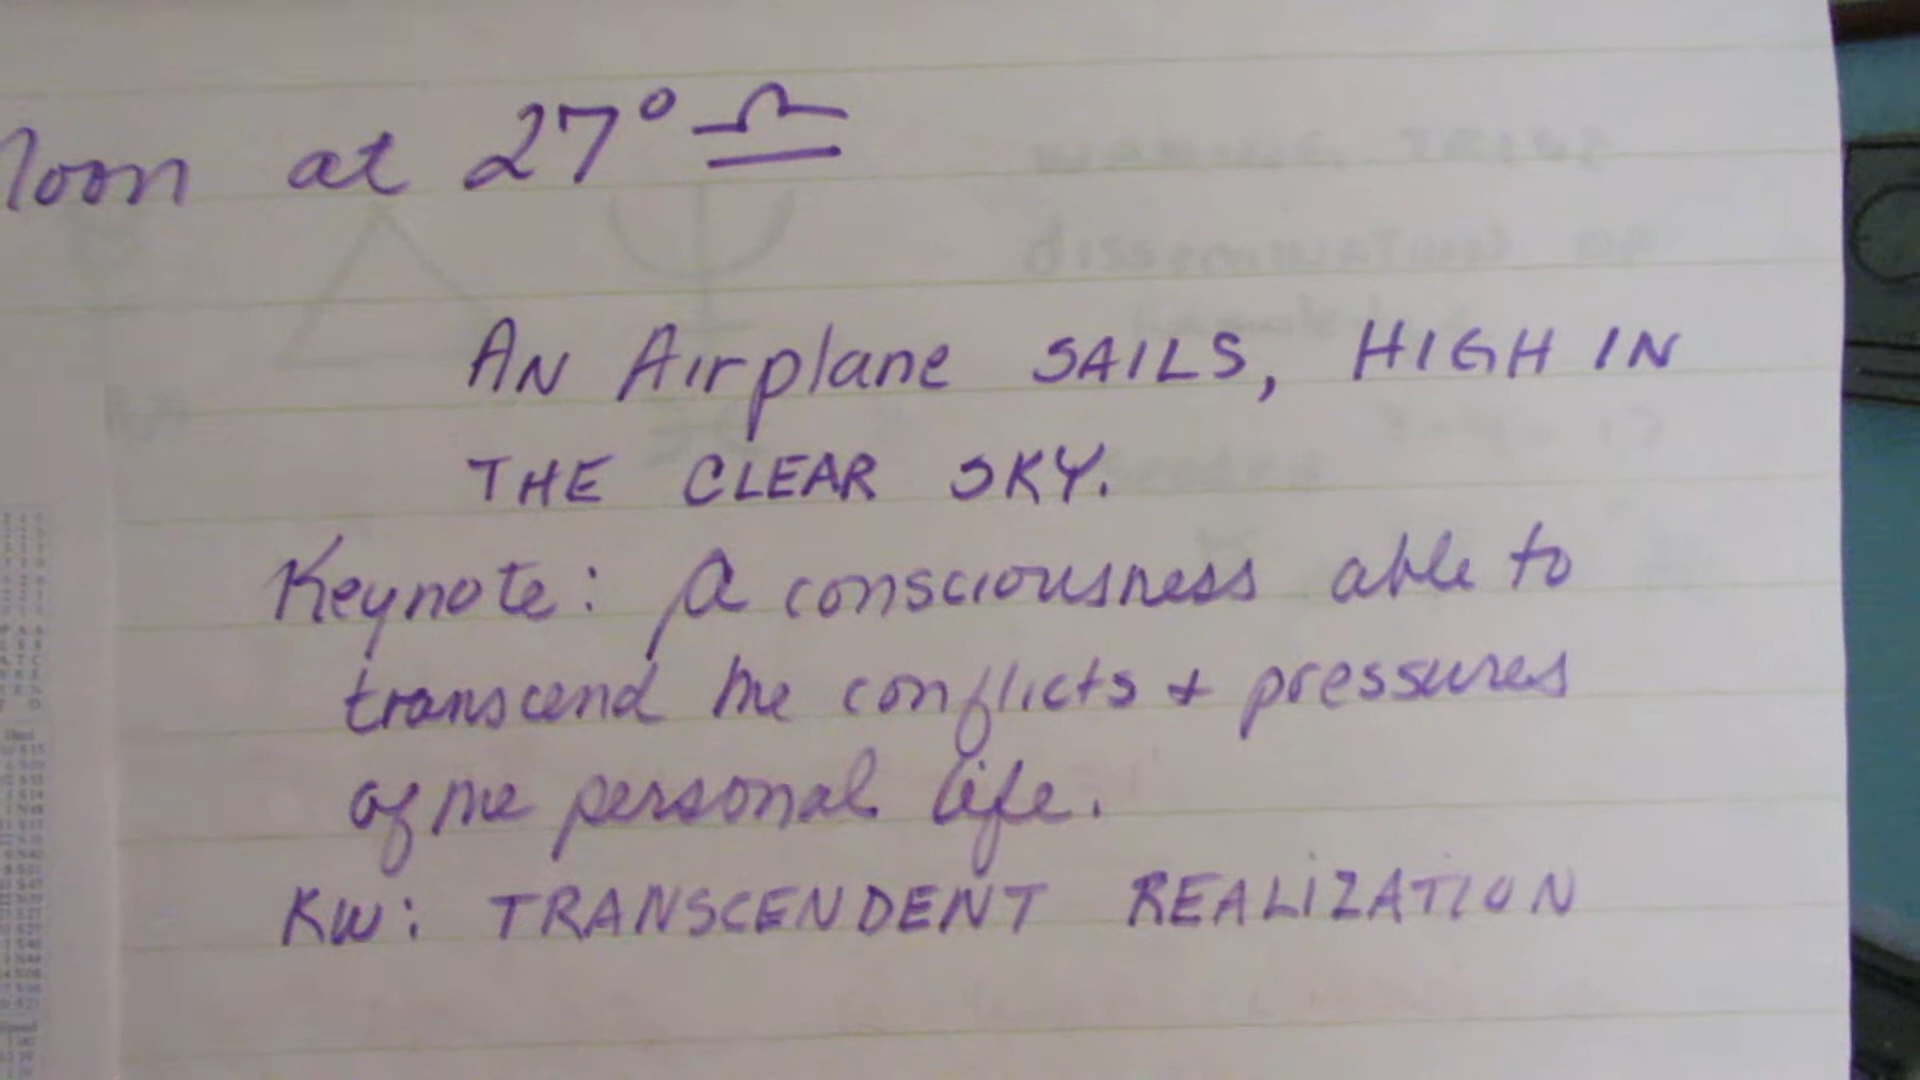 loon at 27° ♎
AN Airplane SAILS, HIGH IN
THE CLEAR SKY.
Keynote: A consciousness able to
transcend the conflicts + pressures
of the personal life.
KW: TRANSCENDENT REALIZATION